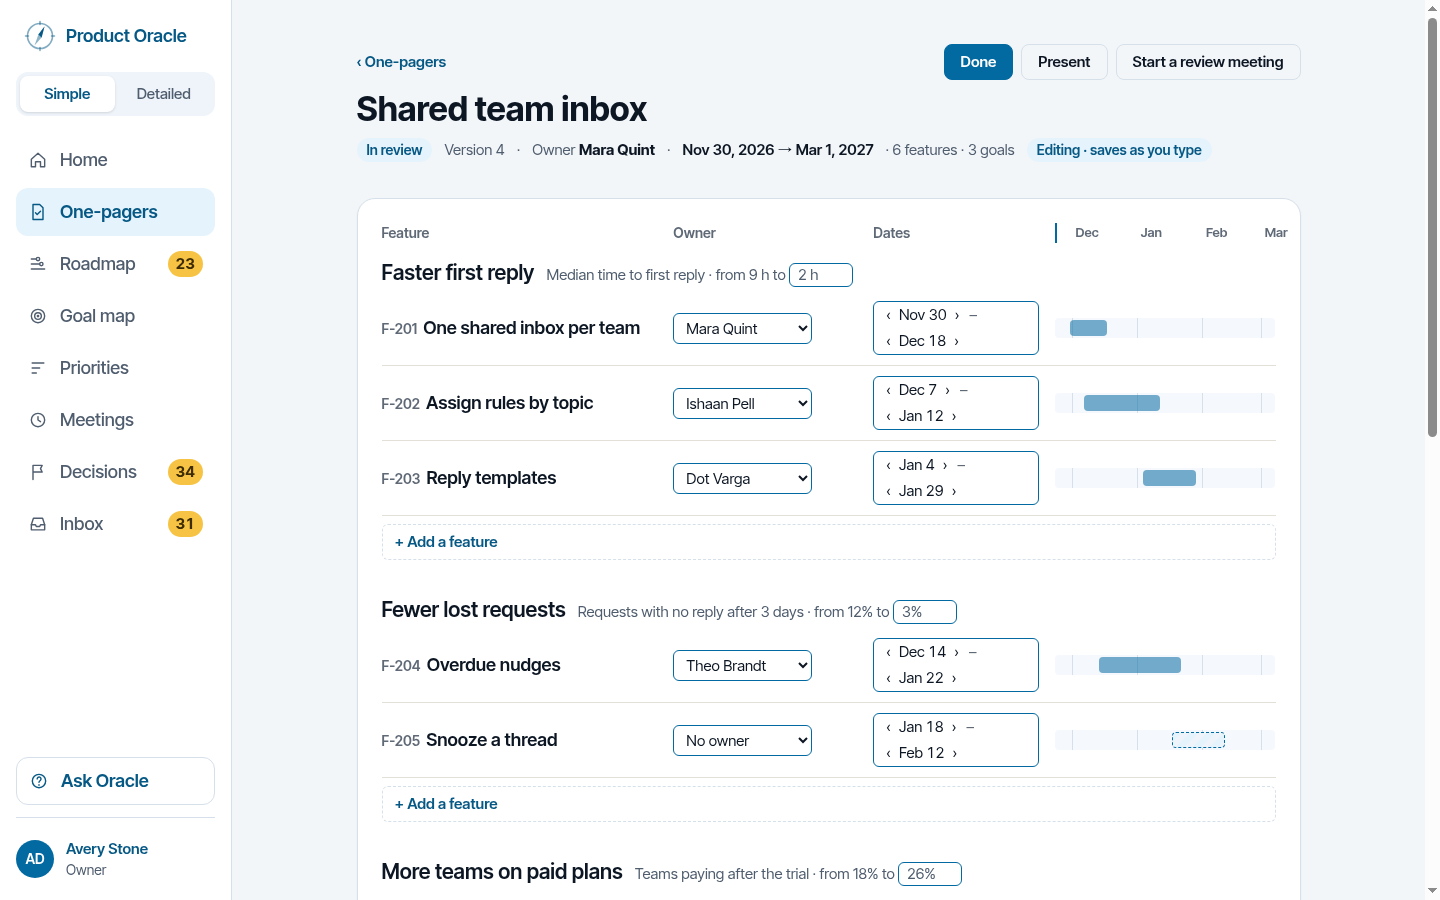 Product Oracle
Simple Detailed
Home
One-pagers
Roadmap 23
Goal map
Priorities
Meetings
Decisions 34
Inbox 31
Ask Oracle
AD Avery Stone
Owner
‹ One-pagers
Done Present Start a review meeting
Shared team inbox
In review Version 4 · Owner Mara Quint · Nov 30, 2026 → Mar 1, 2027 · 6 features · 3 goals Editing · saves as you type
Feature Owner Dates Dec Jan Feb Mar
Faster first reply Median time to first reply · from 9 h to 2 h
F-201 One shared inbox per team Mara Quint ‹ Nov 30 › –
‹ Dec 18 ›
F-202 Assign rules by topic Ishaan Pell ‹ Dec 7 › –
‹ Jan 12 ›
F-203 Reply templates Dot Varga ‹ Jan 4 › –
‹ Jan 29 ›
+ Add a feature
Fewer lost requests Requests with no reply after 3 days · from 12% to 3%
F-204 Overdue nudges Theo Brandt ‹ Dec 14 › –
‹ Jan 22 ›
F-205 Snooze a thread No owner ‹ Jan 18 › –
‹ Feb 12 ›
+ Add a feature
More teams on paid plans Teams paying after the trial · from 18% to 26%